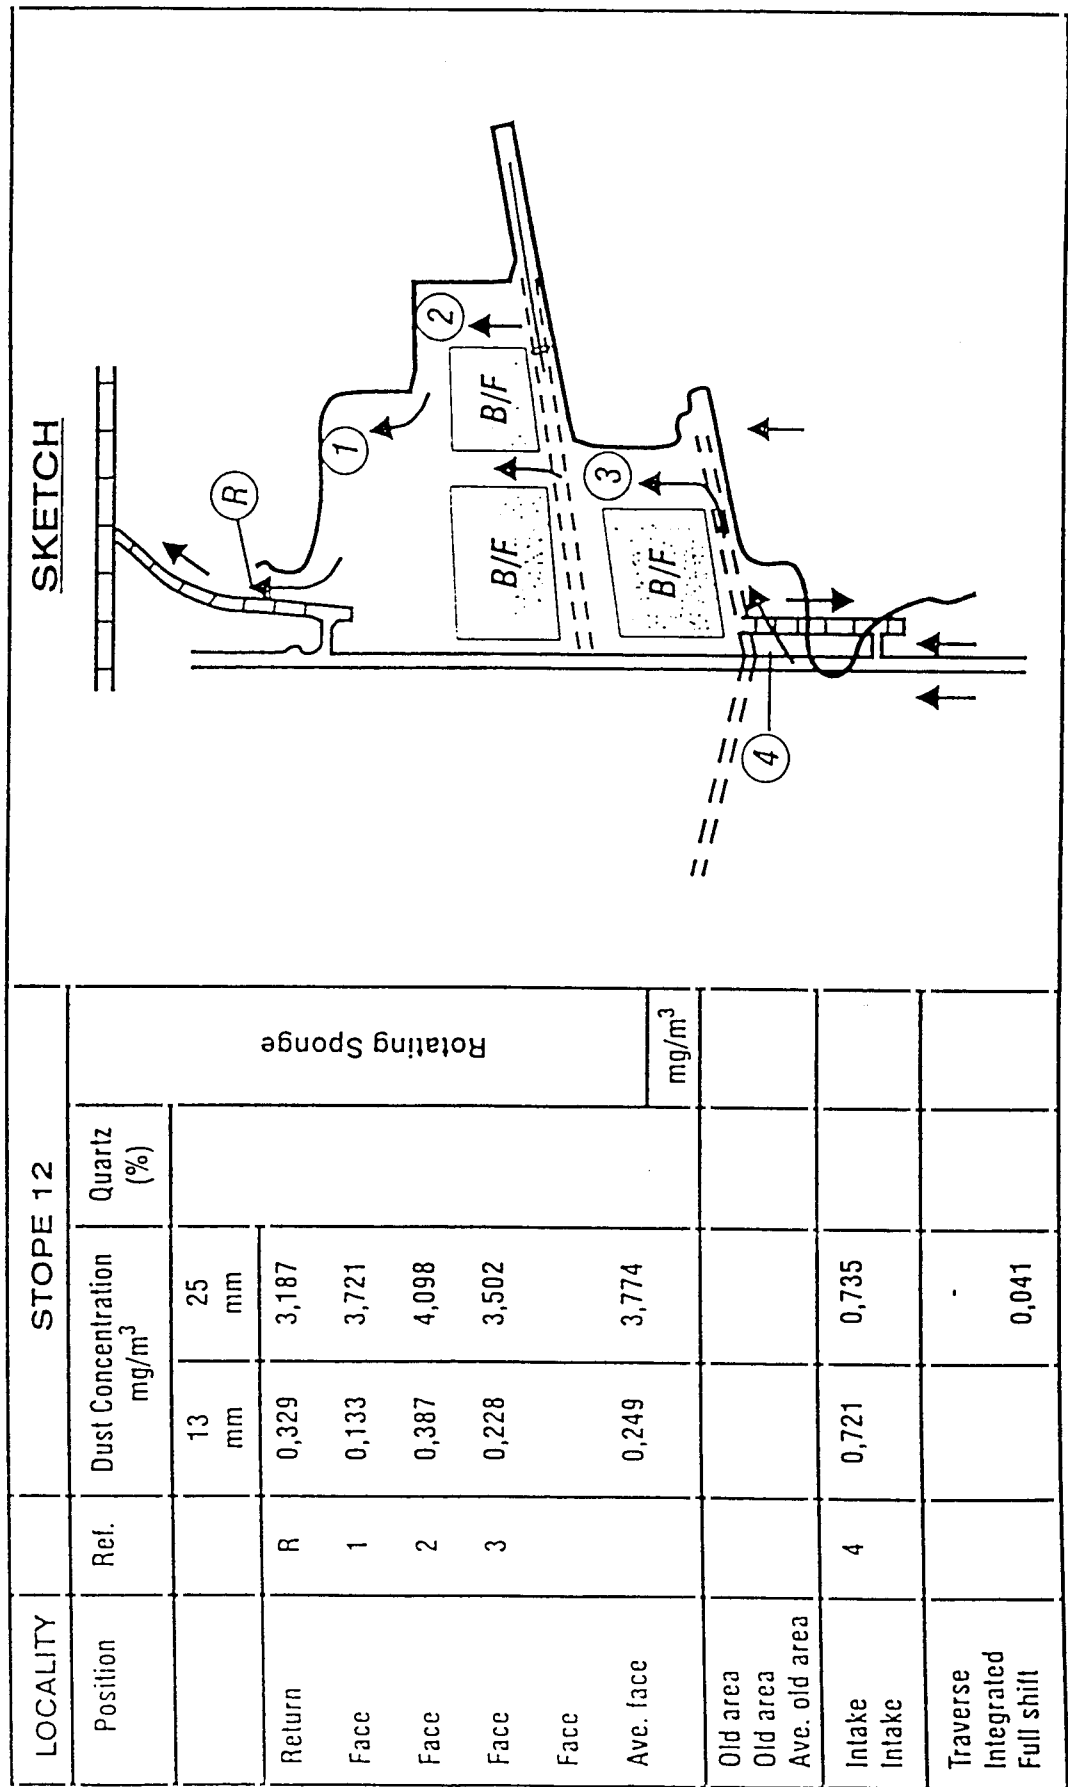 LOCALITY STOPE 12
Position Ref. Dust Concentration mg/m³ Quartz (%) Rotating Sponge
13 mm 25 mm
Return R 0,329 3,187
Face 1 0,133 3,721
Face 2 0,387 4,098
Face 3 0,228 3,502
Face
Ave. face 0,249 3,774
mg/m³
Old area
Old area
Ave. old area
Intake 4 0,721 0,735
Intake
Traverse -
Integrated
Full shift 0,041
SKETCH
R
1
2
B/F
B/F
3
B/F
4